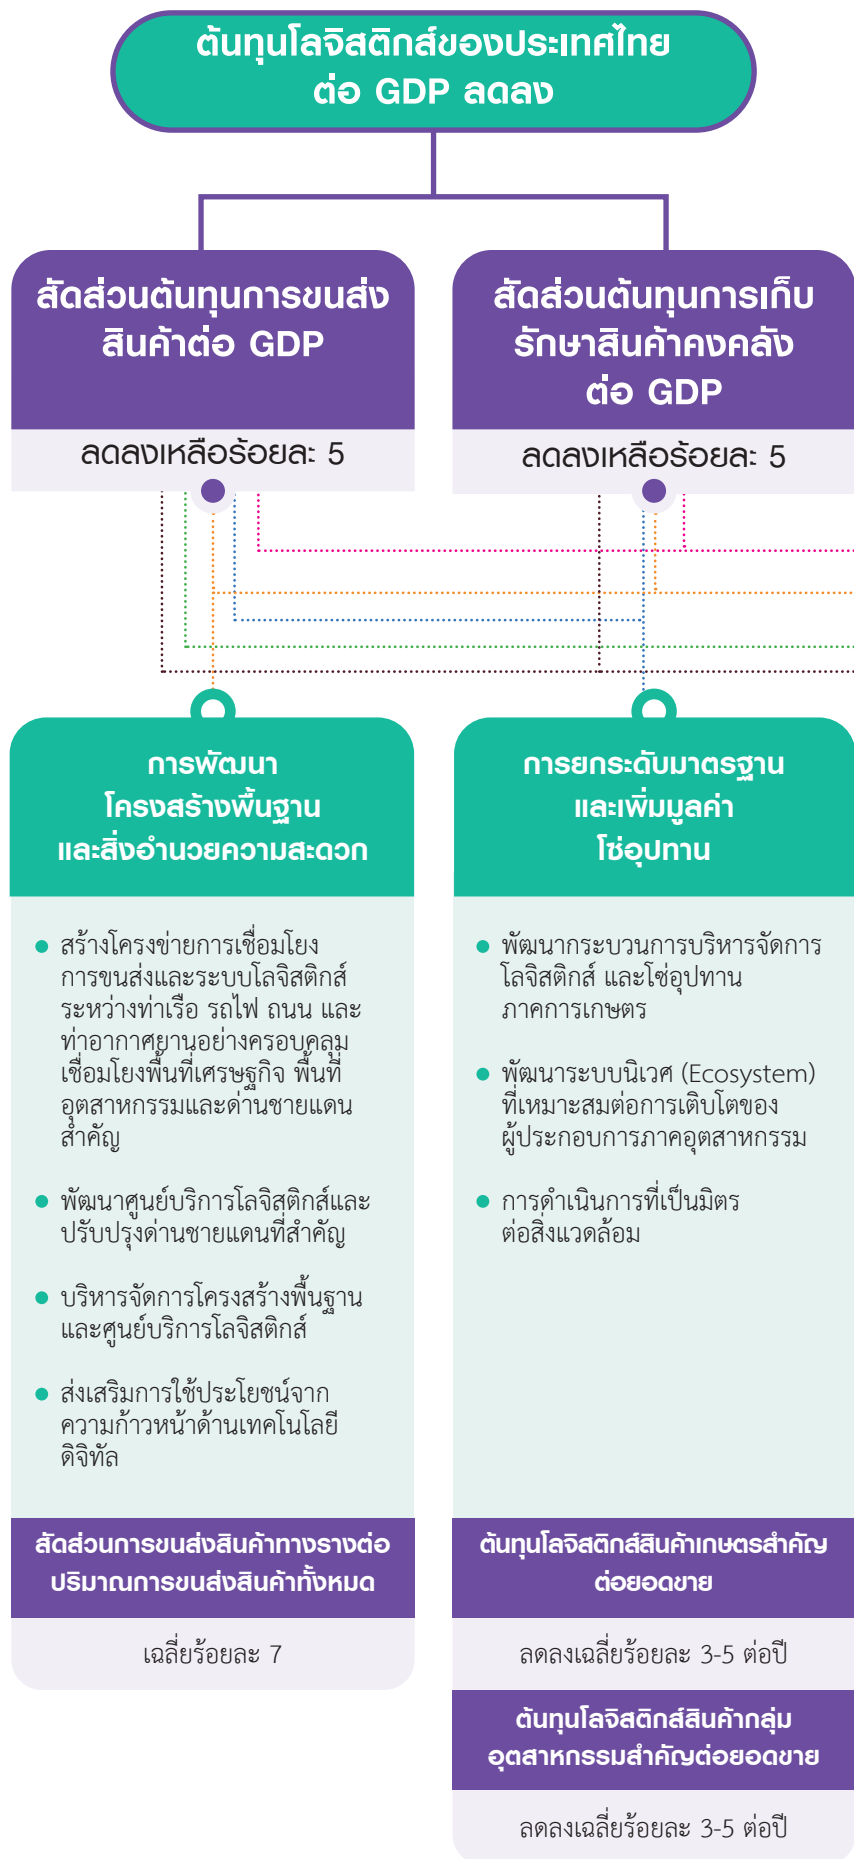 ต้นทุนโลจิสติกส์ของประเทศไทย
ต่อ GDP ลดลง
สัดส่วนต้นทุนการขนส่ง
สินค้าต่อ GDP
ลดลงเหลือร้อยละ 5
สัดส่วนต้นทุนการเก็บ
รักษาสินค้าคงคลัง
ต่อ GDP
ลดลงเหลือร้อยละ 5
การพัฒนา
โครงสร้างพื้นฐาน
และสิ่งอำนวยความสะดวก
สร้างโครงข่ายการเชื่อมโยง
การขนส่งและระบบโลจิสติกส์
ระหว่างท่าเรือ รถไฟ ถนน และ
ท่าอากาศยานอย่างครอบคลุม
เชื่อมโยงพื้นที่เศรษฐกิจ พื้นที่
อุตสาหกรรมและด่านชายแดน
สำคัญ
พัฒนาศูนย์บริการโลจิสติกส์และ
ปรับปรุงด่านชายแดนที่สำคัญ
บริหารจัดการโครงสร้างพื้นฐาน
และศูนย์บริการโลจิสติกส์
ส่งเสริมการใช้ประโยชน์จาก
ความก้าวหน้าด้านเทคโนโลยี
ดิจิทัล
สัดส่วนการขนส่งสินค้าทางรางต่อ
ปริมาณการขนส่งสินค้าทั้งหมด
เฉลี่ยร้อยละ 7
การยกระดับมาตรฐาน
และเพิ่มมูลค่า
โซ่อุปทาน
พัฒนากระบวนการบริหารจัดการ
โลจิสติกส์ และโซ่อุปทาน
ภาคการเกษตร
พัฒนาระบบนิเวศ (Ecosystem)
ที่เหมาะสมต่อการเติบโตของ
ผู้ประกอบการภาคอุตสาหกรรม
การดำเนินการที่เป็นมิตร
ต่อสิ่งแวดล้อม
ต้นทุนโลจิสติกส์สินค้าเกษตรสำคัญ
ต่อยอดขาย
ลดลงเฉลี่ยร้อยละ 3-5 ต่อปี
ต้นทุนโลจิสติกส์สินค้ากลุ่ม
อุตสาหกรรมสำคัญต่อยอดขาย
ลดลงเฉลี่ยร้อยละ 3-5 ต่อปี